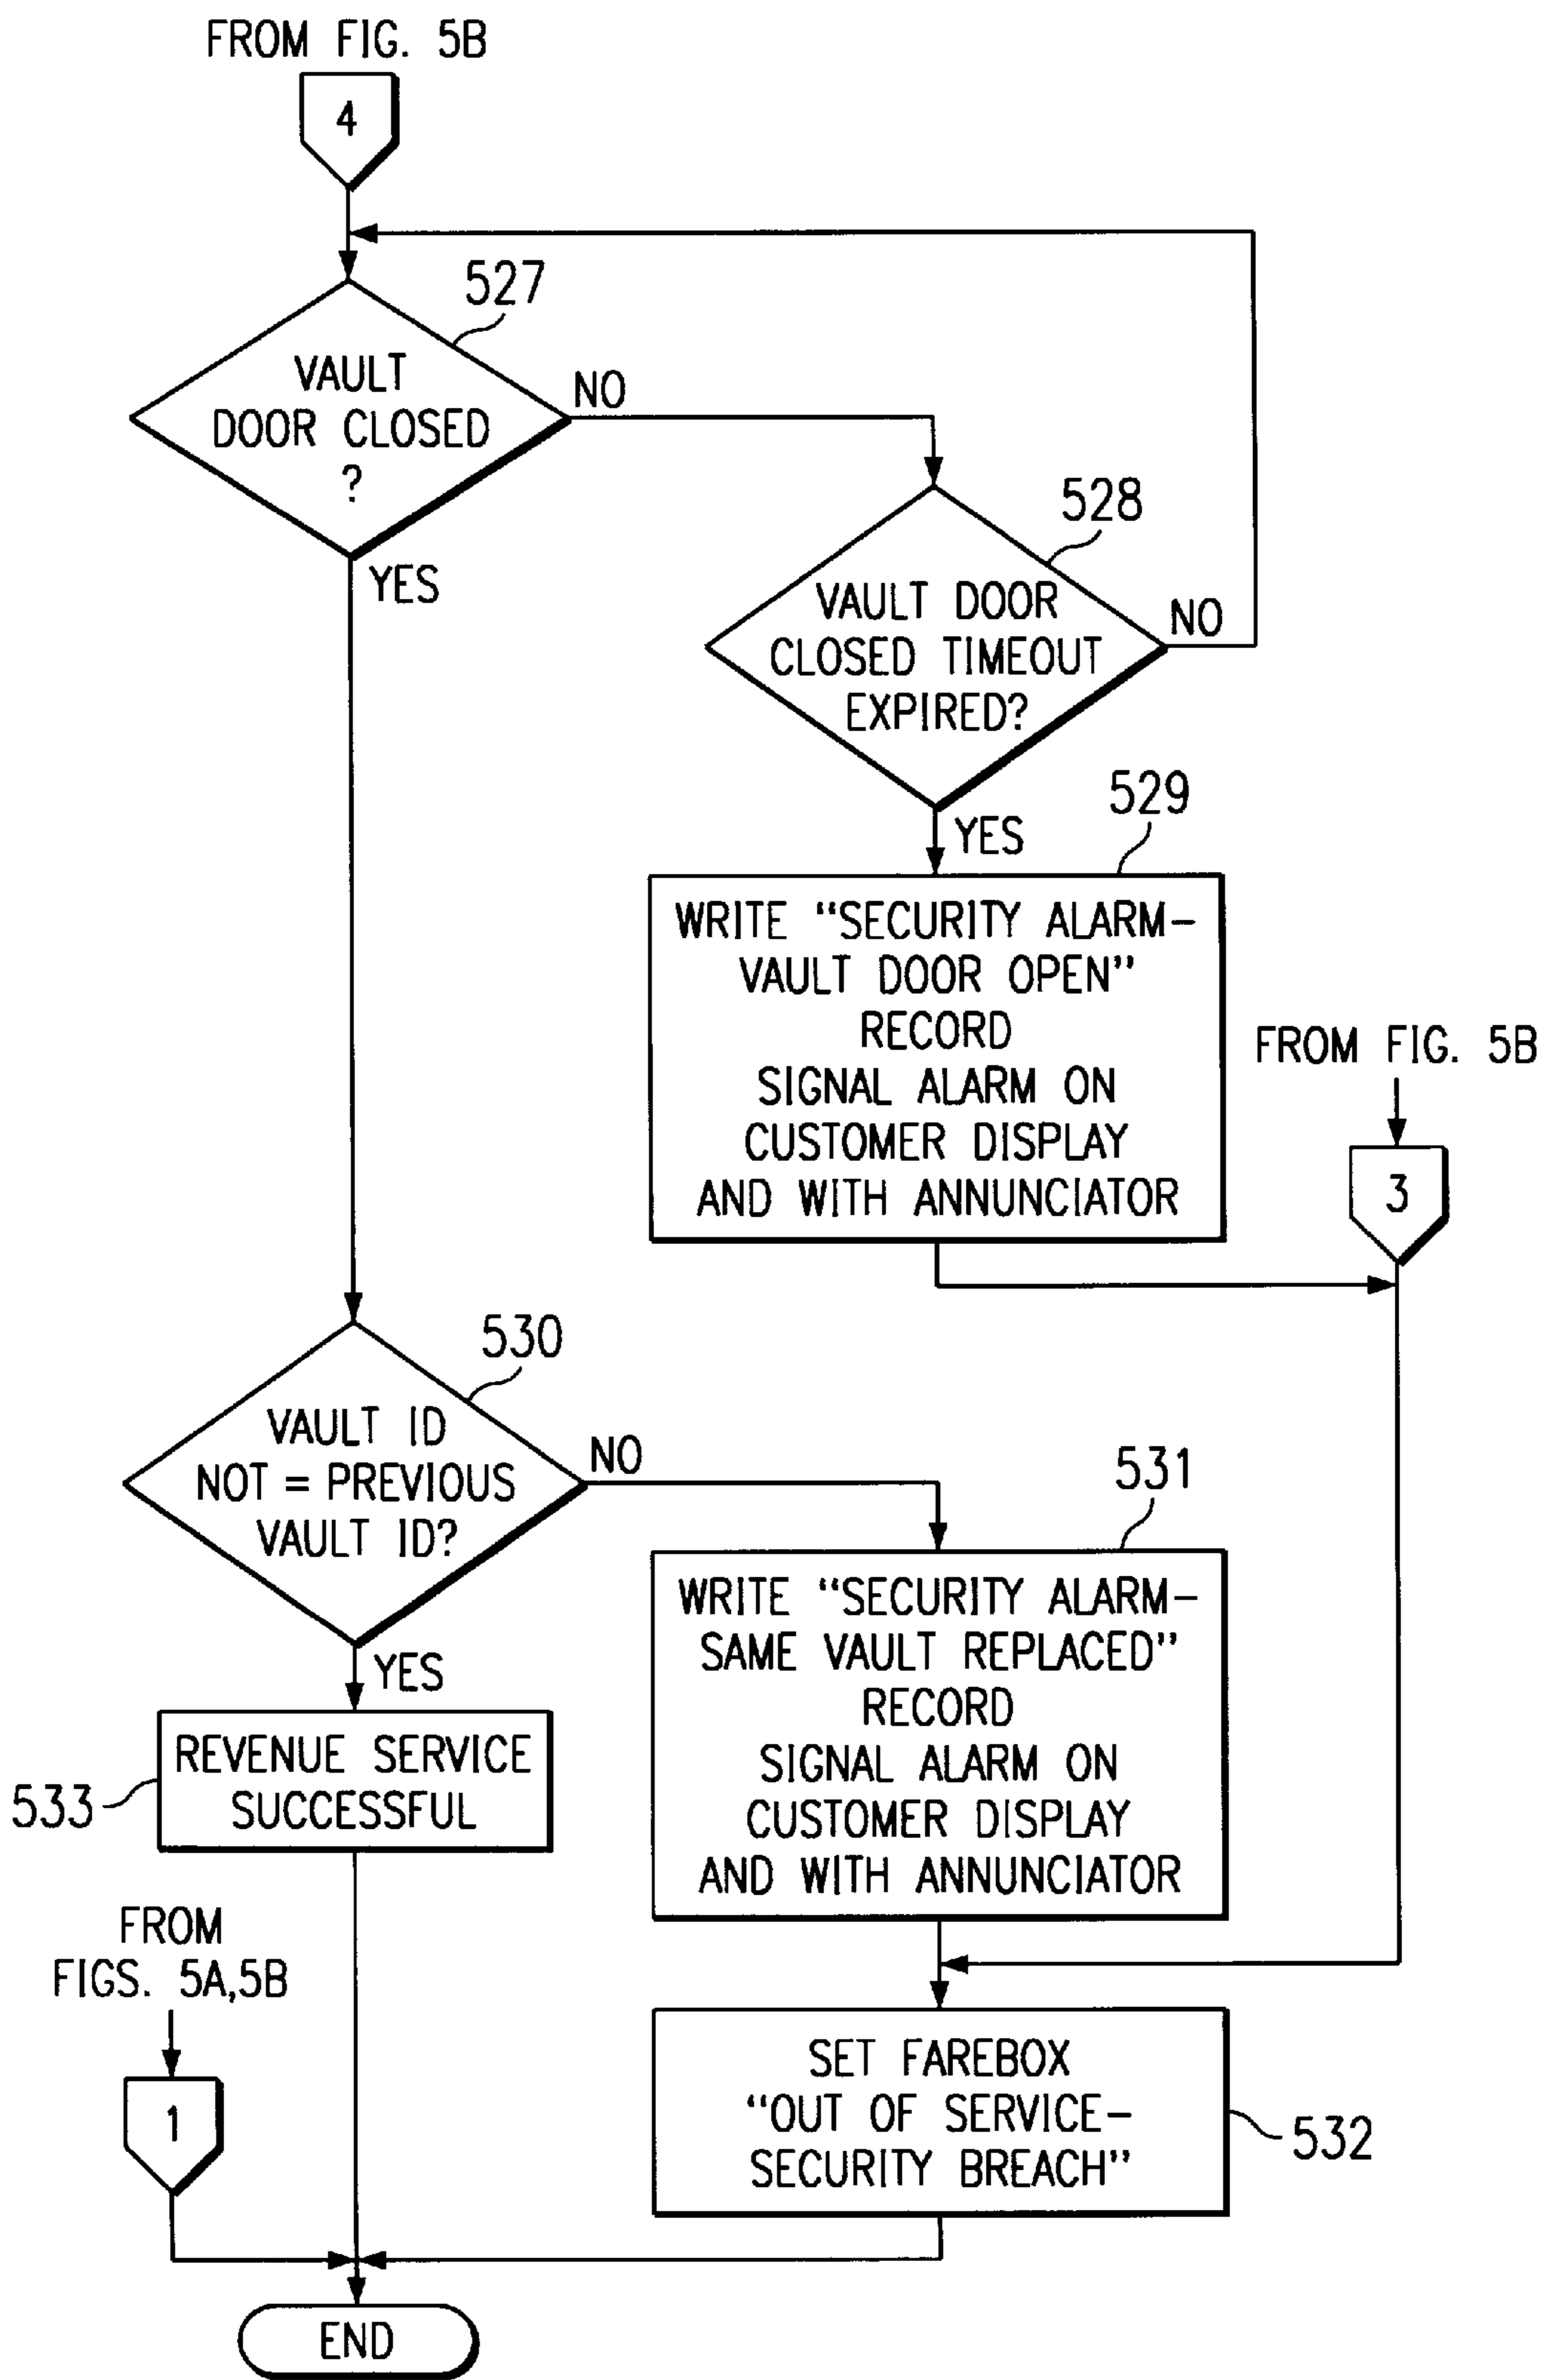 FROM FIG. 5B
4
527
VAULT
DOOR CLOSED
?
NO
YES
528
VAULT DOOR
CLOSED TIMEOUT
EXPIRED?
NO
YES
529
WRITE “SECURITY ALARM–
VAULT DOOR OPEN”
RECORD
SIGNAL ALARM ON
CUSTOMER DISPLAY
AND WITH ANNUNCIATOR
FROM FIG. 5B
3
530
VAULT ID
NOT = PREVIOUS
VAULT ID?
NO
YES
531
WRITE “SECURITY ALARM–
SAME VAULT REPLACED”
RECORD
SIGNAL ALARM ON
CUSTOMER DISPLAY
AND WITH ANNUNCIATOR
REVENUE SERVICE
SUCCESSFUL
533
FROM
FIGS. 5A,5B
1
SET FAREBOX
“OUT OF SERVICE–
SECURITY BREACH”
532
END